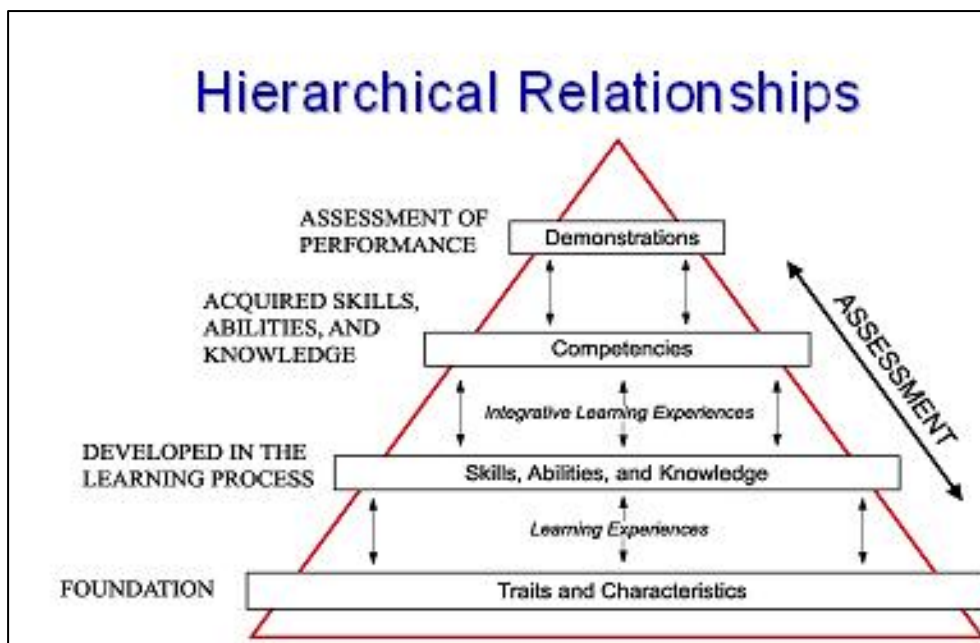 Hierarchical Relationships
ASSESSMENT OF
PERFORMANCE
Demonstrations
ACQUIRED SKILLS,
ABILITIES, AND
KNOWLEDGE
Competencies
ASSESSMENT
Integrative Learning Experiences
DEVELOPED IN THE
LEARNING PROCESS
Skills, Abilities, and Knowledge
Learning Experiences
FOUNDATION
Traits and Characteristics